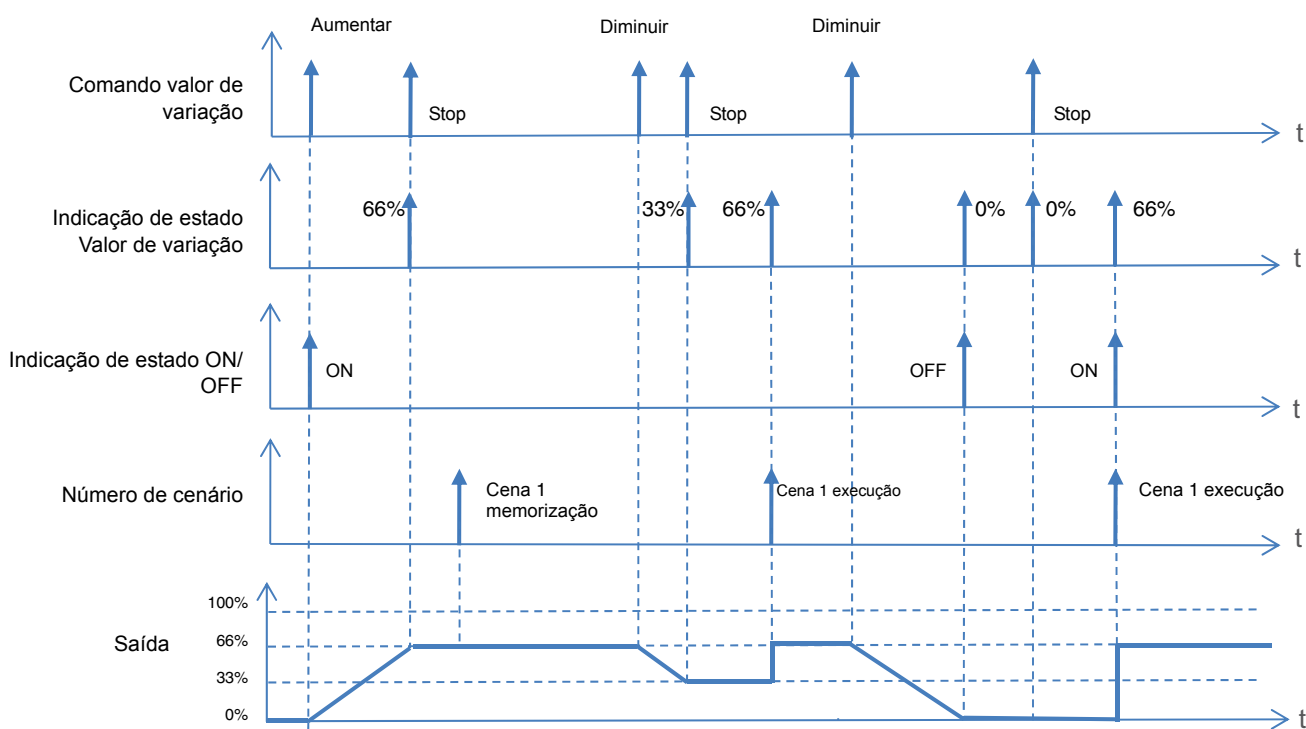 Aumentar
Diminuir
Diminuir
Comando valor de
variação
Stop
Stop
Stop
t
Indicação de estado
Valor de variação
66%
33%
66%
0%
0%
66%
t
Indicação de estado ON/
OFF
ON
OFF
ON
t
Número de cenário
Cena 1
memorização
Cena 1 execução
Cena 1 execução
t
Saída
100%
66%
33%
0%
t